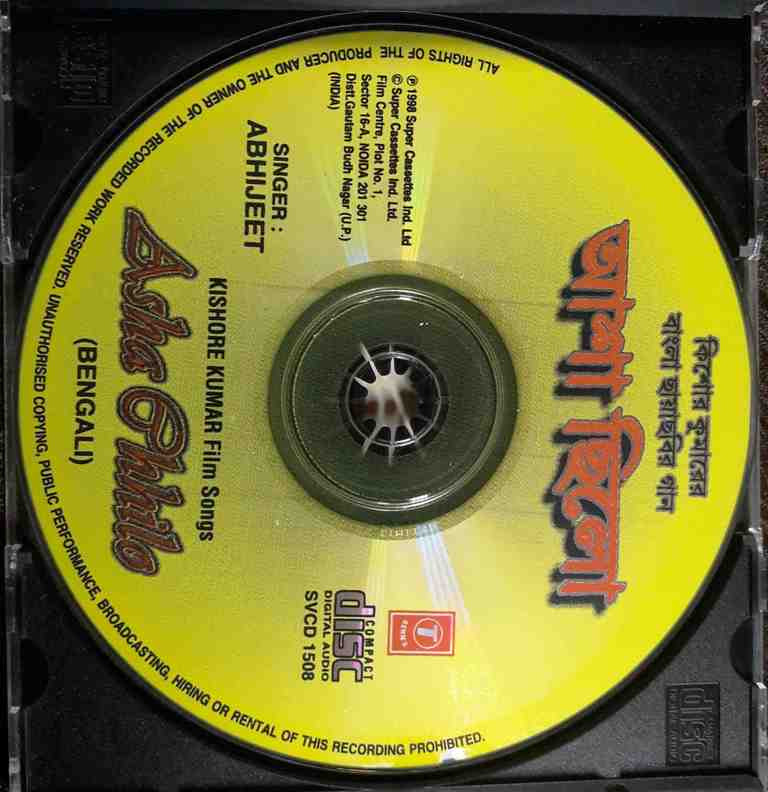 কিশোর কুমারের
বাংলা ছায়াছবির গান
আশা ছিলো
℗ 1998 Super Cassettes Ind. Ltd
© Super Cassettes Ind. Ltd.
Film Centre, Plot No. 1,
Sector 16-A, NOIDA 201 301
Distt.Gautam Budh Nagar (U.P.)
(INDIA)
T
COMPACT
disc
DIGITAL AUDIO
SVCD 1508
SINGER :
ABHIJEET
KISHORE KUMAR Film Songs
Asha Chhilo
(BENGALI)
ALL RIGHTS OF THE PRODUCER AND THE OWNER OF THE RECORDED WORK RESERVED. UNAUTHORISED COPYING, PUBLIC PERFORMANCE, BROADCASTING, HIRING OR RENTAL OF THIS RECORDING PROHIBITED.
disc